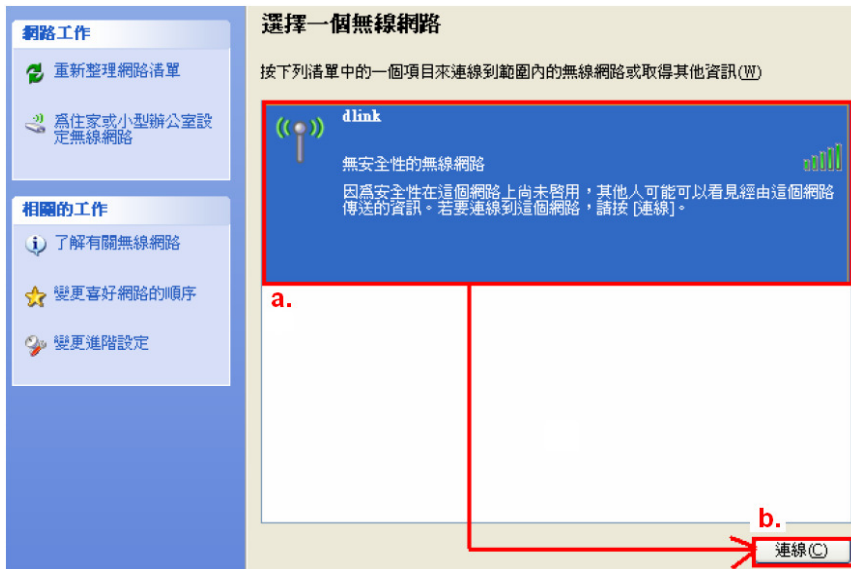 網路工作
重新整理網路清單
爲住家或小型辦公室設
定無線網路
相關的工作
了解有關無線網路
變更喜好網路的順序
變更進階設定
選擇一個無線網路
按下列清單中的一個項目來連線到範圍內的無線網路或取得其他資訊(W)
dlink
無安全性的無線網路
因爲安全性在這個網路上尚未啓用，其他人可能可以看見經由這個網路
傳送的資訊。若要連線到這個網路，請按 [連線]。
a.
b.
連線(C)